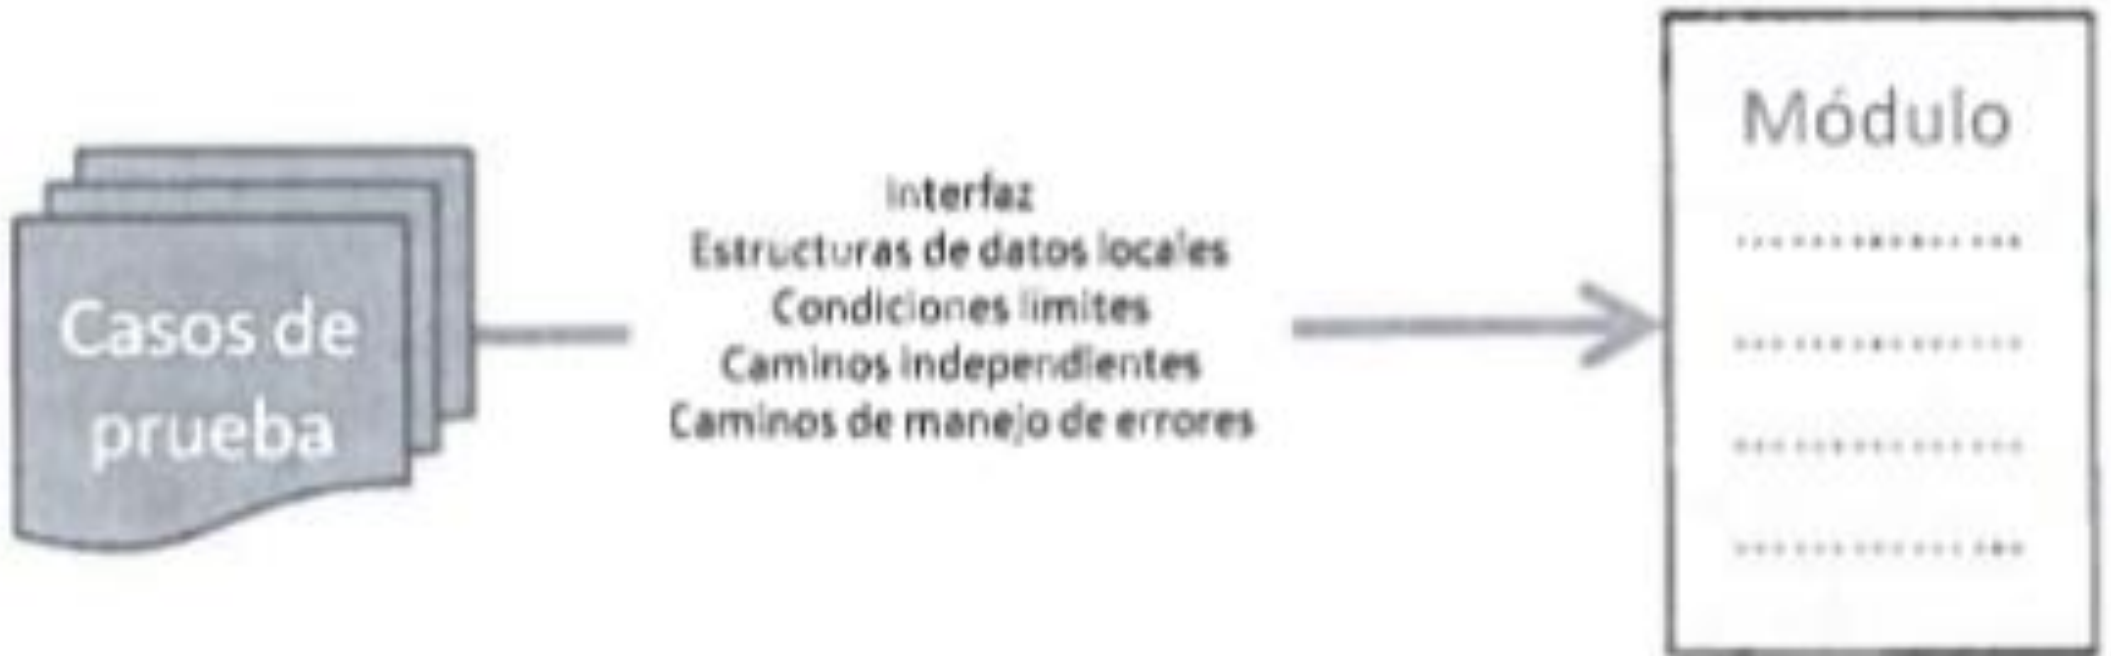 Casos de
prueba
Interfaz
Estructuras de datos locales
Condiciones limites
Caminos independientes
Caminos de manejo de errores
Módulo